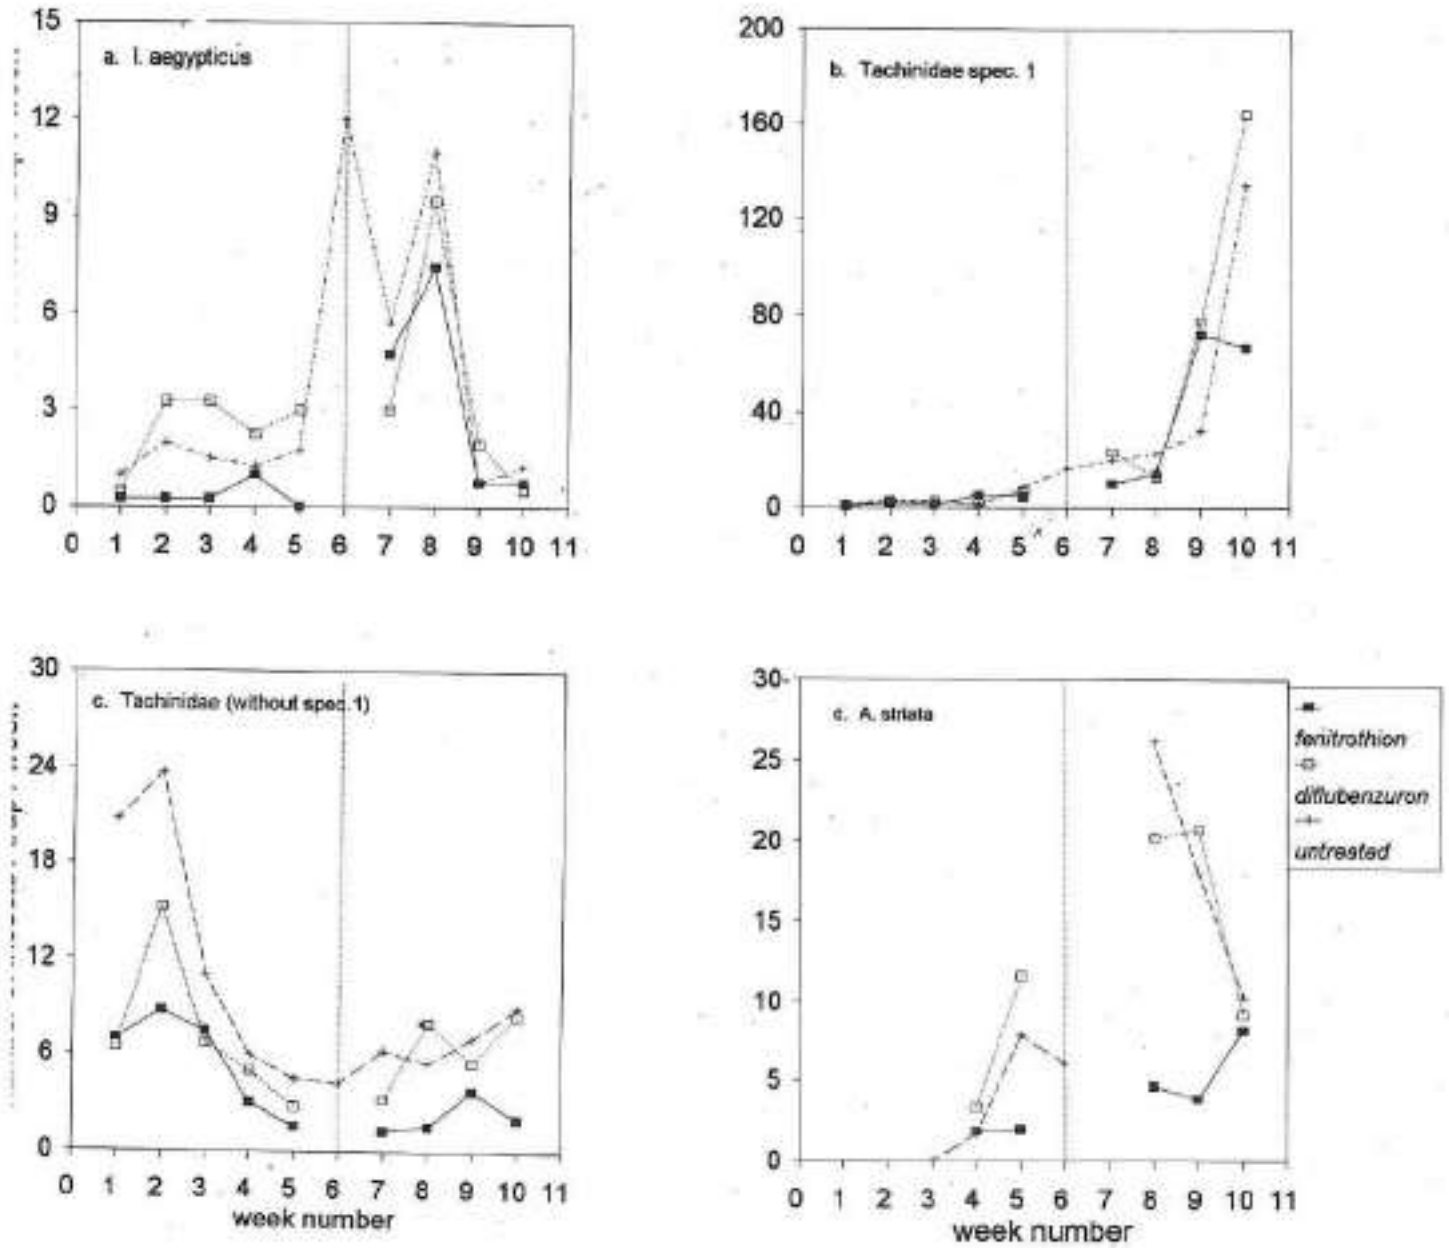 15
12
9
6
3
0
a. I. aegypticus
0 1 2 3 4 5 6 7 8 9 10 11
200
160
120
80
40
0
b. Tachinidae spec. 1
0 1 2 3 4 5 6 7 8 9 10 11
30
24
18
12
6
0
c. Tachinidae (without spec.1)
0 1 2 3 4 5 6 7 8 9 10 11
week number
30
25
20
15
10
5
0
c. A. striata
0 1 2 3 4 5 6 7 8 9 10 11
week number
fenitrothion
diflubenzuron
untreated